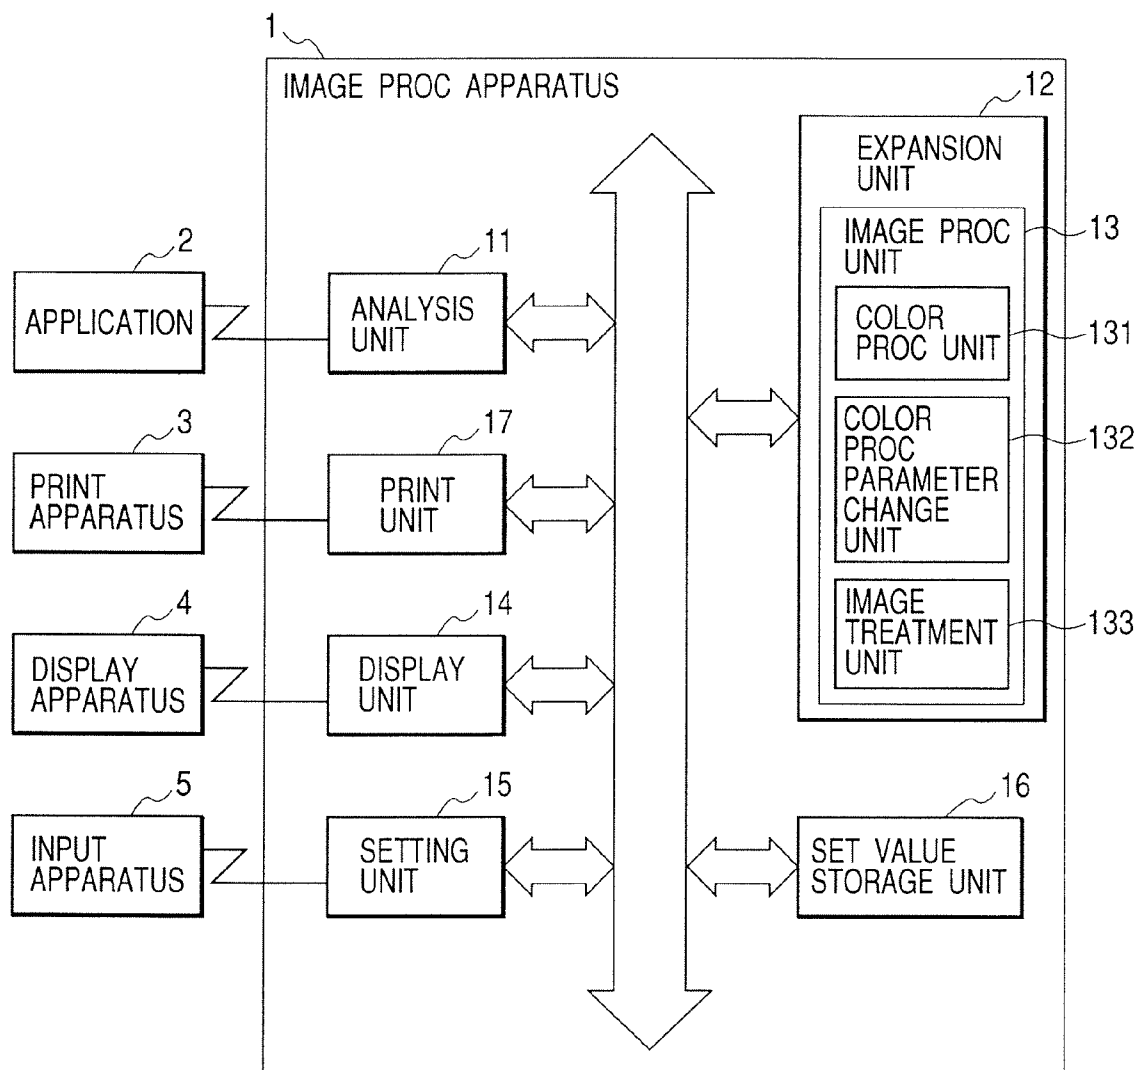 1
IMAGE PROC APPARATUS
12
EXPANSION
UNIT
IMAGE PROC
UNIT
13
COLOR
PROC UNIT
131
COLOR
PROC
PARAMETER
CHANGE
UNIT
132
IMAGE
TREATMENT
UNIT
133
2
APPLICATION
11
ANALYSIS
UNIT
3
PRINT
APPARATUS
17
PRINT
UNIT
4
DISPLAY
APPARATUS
14
DISPLAY
UNIT
5
INPUT
APPARATUS
15
SETTING
UNIT
16
SET VALUE
STORAGE UNIT